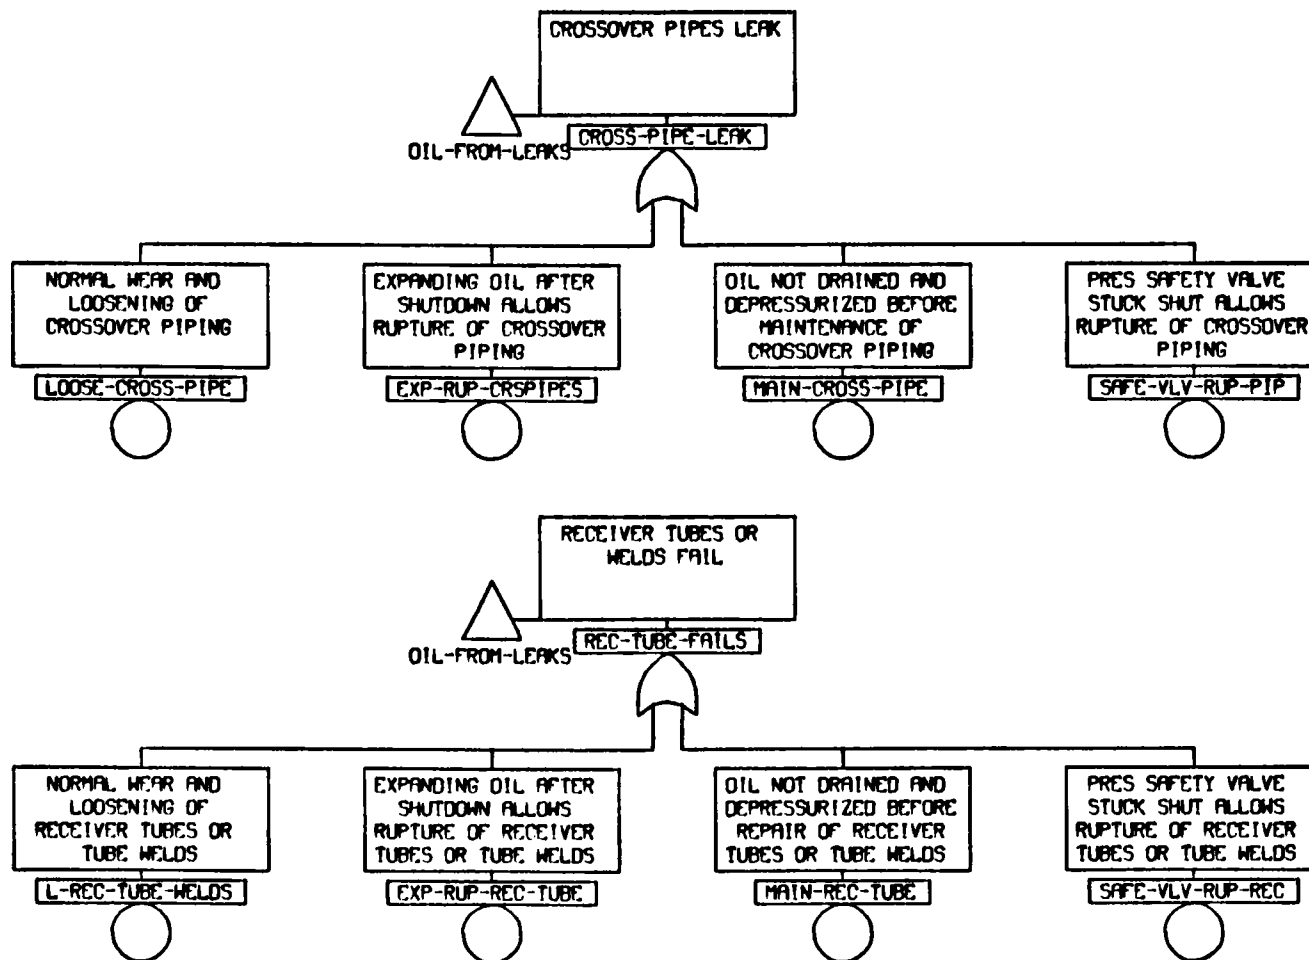 CROSSOVER PIPES LEAK
CROSS-PIPE-LEAK
OIL-FROM-LEAKS
NORMAL WEAR AND
LOOSENING OF
CROSSOVER PIPING
LOOSE-CROSS-PIPE
EXPANDING OIL AFTER
SHUTDOWN ALLOWS
RUPTURE OF CROSSOVER
PIPING
EXP-RUP-CRSPIPES
OIL NOT DRAINED AND
DEPRESSURIZED BEFORE
MAINTENANCE OF
CROSSOVER PIPING
MAIN-CROSS-PIPE
PRES SAFETY VALVE
STUCK SHUT ALLOWS
RUPTURE OF CROSSOVER
PIPING
SAFE-VLV-RUP-PIP
RECEIVER TUBES OR
WELDS FAIL
REC-TUBE-FAILS
OIL-FROM-LEAKS
NORMAL WEAR AND
LOOSENING OF
RECEIVER TUBES OR
TUBE WELDS
L-REC-TUBE-WELDS
EXPANDING OIL AFTER
SHUTDOWN ALLOWS
RUPTURE OF RECEIVER
TUBES OR TUBE WELDS
EXP-RUP-REC-TUBE
OIL NOT DRAINED AND
DEPRESSURIZED BEFORE
REPAIR OF RECEIVER
TUBES OR TUBE WELDS
MAIN-REC-TUBE
PRES SAFETY VALVE
STUCK SHUT ALLOWS
RUPTURE OF RECEIVER
TUBES OR TUBE WELDS
SAFE-VLV-RUP-REC